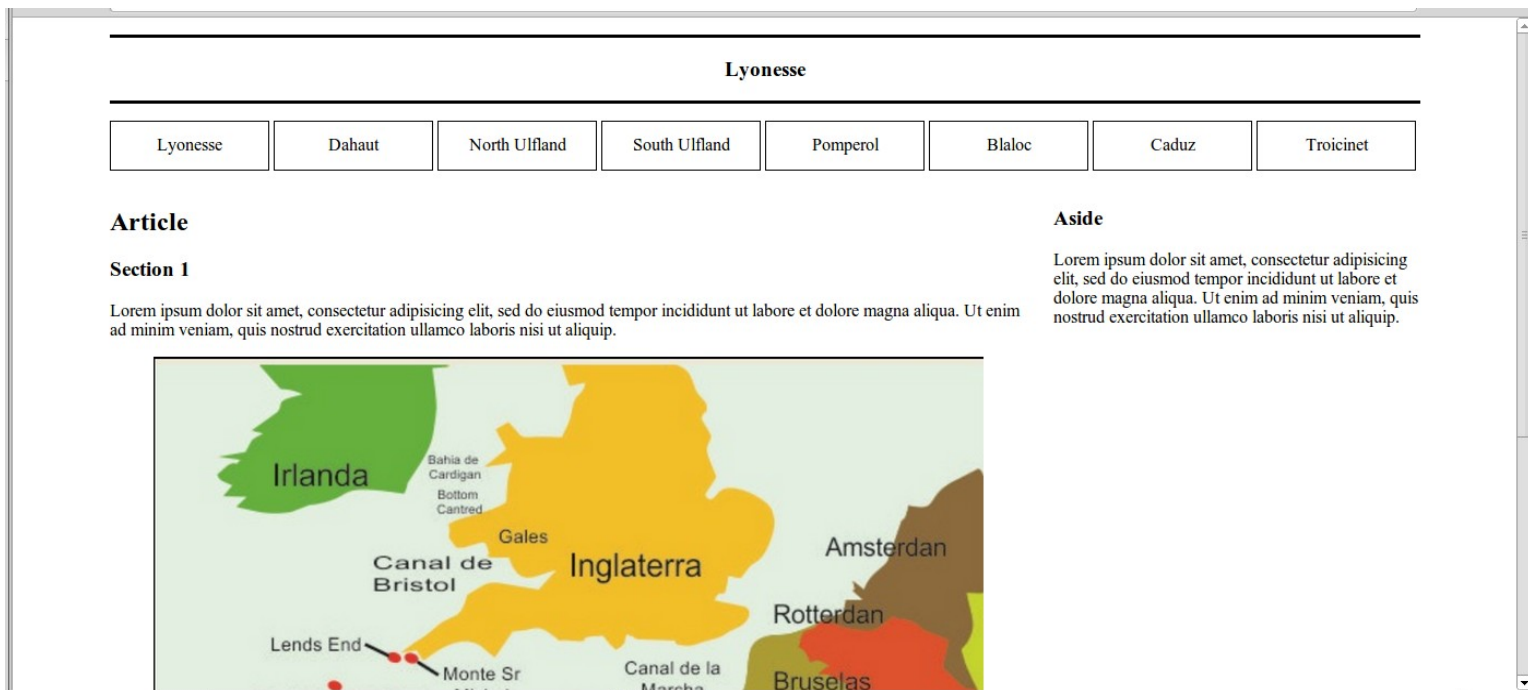 Lyonesse
Lyonesse
Dahaut
North Ulfland
South Ulfland
Pomperol
Blaloc
Caduz
Troicinet
Article
Section 1
Lorem ipsum dolor sit amet, consectetur adipisicing elit, sed do eiusmod tempor incididunt ut labore et dolore magna aliqua. Ut enim
ad minim veniam, quis nostrud exercitation ullamco laboris nisi ut aliquip.
Aside
Lorem ipsum dolor sit amet, consectetur adipisicing
elit, sed do eiusmod tempor incididunt ut labore et
dolore magna aliqua. Ut enim ad minim veniam, quis
nostrud exercitation ullamco laboris nisi ut aliquip.
Irlanda
Bahia de
Cardigan
Bottom
Cantred
Gales
Canal de
Bristol
Inglaterra
Amsterdan
Rotterdan
Lends End
Monte Sr
Canal de la
Bruselas